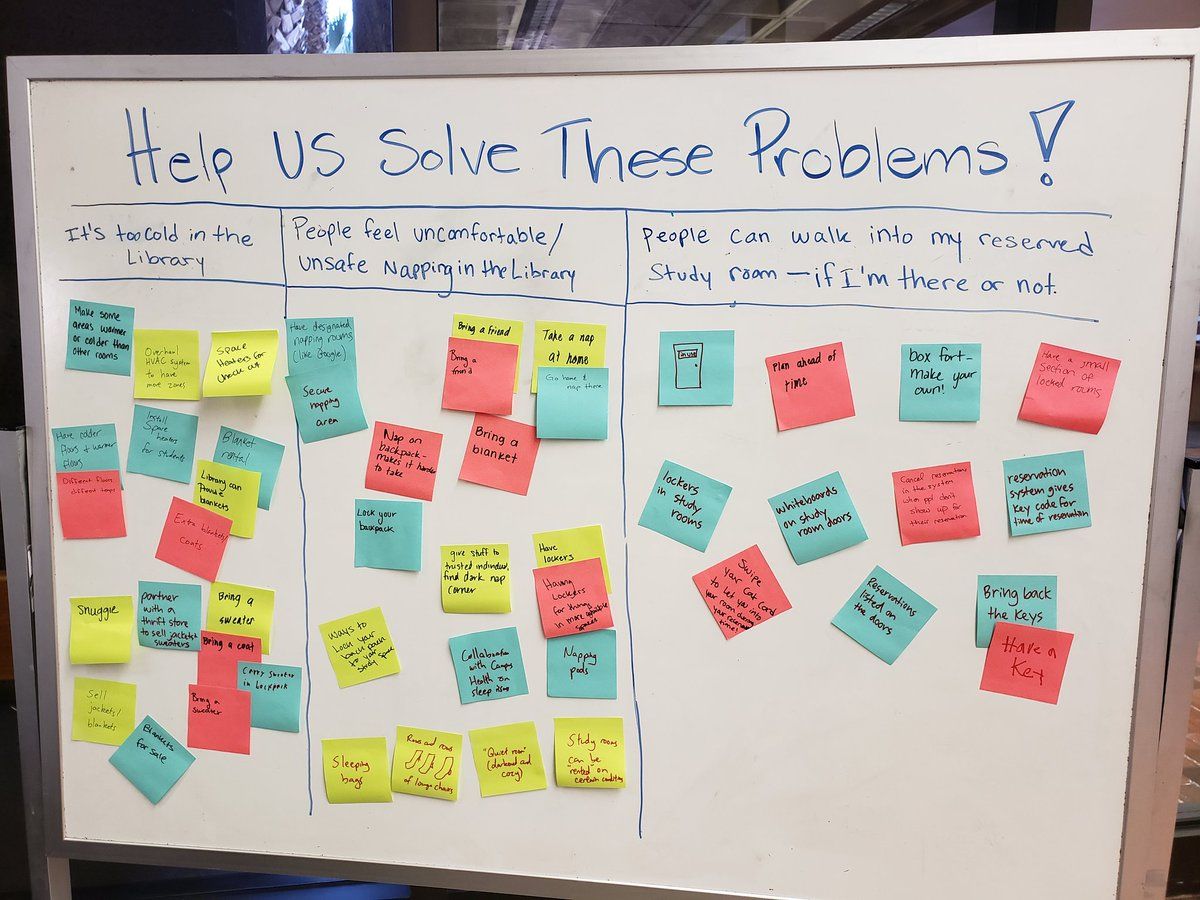 Help US Solve These Problems!
It's too cold in the
Library
People feel uncomfortable/
unsafe Napping in the Library
People can walk into my reserved
Study room — if I'm there or not.
Make some
areas warmer
or colder than
other rooms
Overhaul
HVAC system
to have
more zones
Space
Heaters for
check out
Have colder
floors & warmer
floors
Different floors
different temps
Install
Space
heaters
for students
Blanket
rental
Library can
Provide
blankets
Extra blankets/
coats
Snuggie
partner
with a
thrift store
to sell jackets/
sweaters
Bring a
sweater
Bring a coat
Carry sweater
in backpack
Bring a
sweater
Sell
jackets/
blankets
Blankets
for sale
Have designated
napping rooms
(like Google)
Secure
napping
area
Bring a friend
Bring a
friend
Take a nap
at home
Go home &
nap there
Nap on
backpack-
makes it harder
to take
Bring a
blanket
Lock your
backpack
give stuff to
trusted individual,
find dark nap
corner
Have
lockers
Having
Lockers
for things
in more
spaces
Ways to
Lock your
back pack
to your
study space
Collaboration
with Campus
Health on
sleep
Napping
pods
Sleeping
bags
Rows and rows
of lounge chairs
"Quiet room"
(darkened and
cozy)
Study rooms
can be
"rented" on
certain conditions
in use
Plan ahead of
time
box fort-
make your
own!
Have a small
section of
locked rooms
lockers
in study
rooms
whiteboards
on study
room doors
Cancel reservations
in the system
when ppl don't
show up for
their reservation
reservation
system gives
key code for
time of reservation
Swipe
your Cat Card
to let you into
your room during
your reservation
time!
Reservations
listed on
the doors
Bring back
the keys
Have a
Key